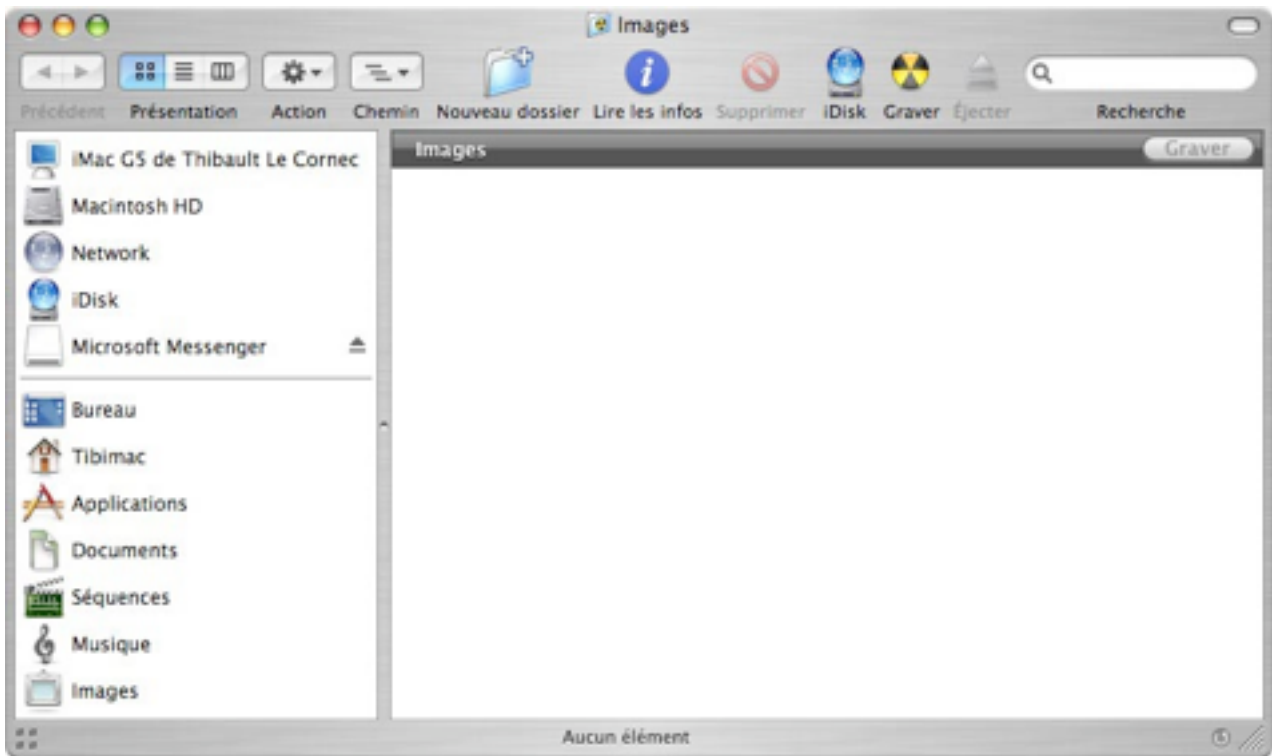 Images
Précédent Présentation Action Chemin Nouveau dossier Lire les infos Supprimer iDisk Graver Éjecter Recherche
iMac G5 de Thibault Le Cornec
Macintosh HD
Network
iDisk
Microsoft Messenger
Bureau
Tibimac
Applications
Documents
Séquences
Musique
Images
Images Graver
Aucun élément